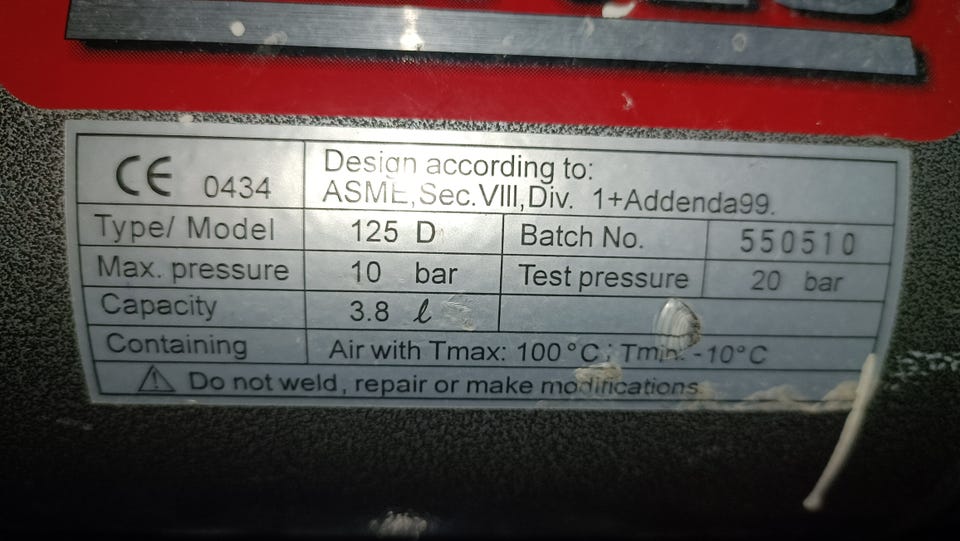 CE 0434
Design according to:
ASME, Sec. VIII, Div. 1+Addenda99.
Type/ Model 125 D Batch No. 550510
Max. pressure 10 bar Test pressure 20 bar
Capacity 3.8 ℓ
Containing Air with Tmax: 100°C ; Tmin: -10°C
Do not weld, repair or make modifications.